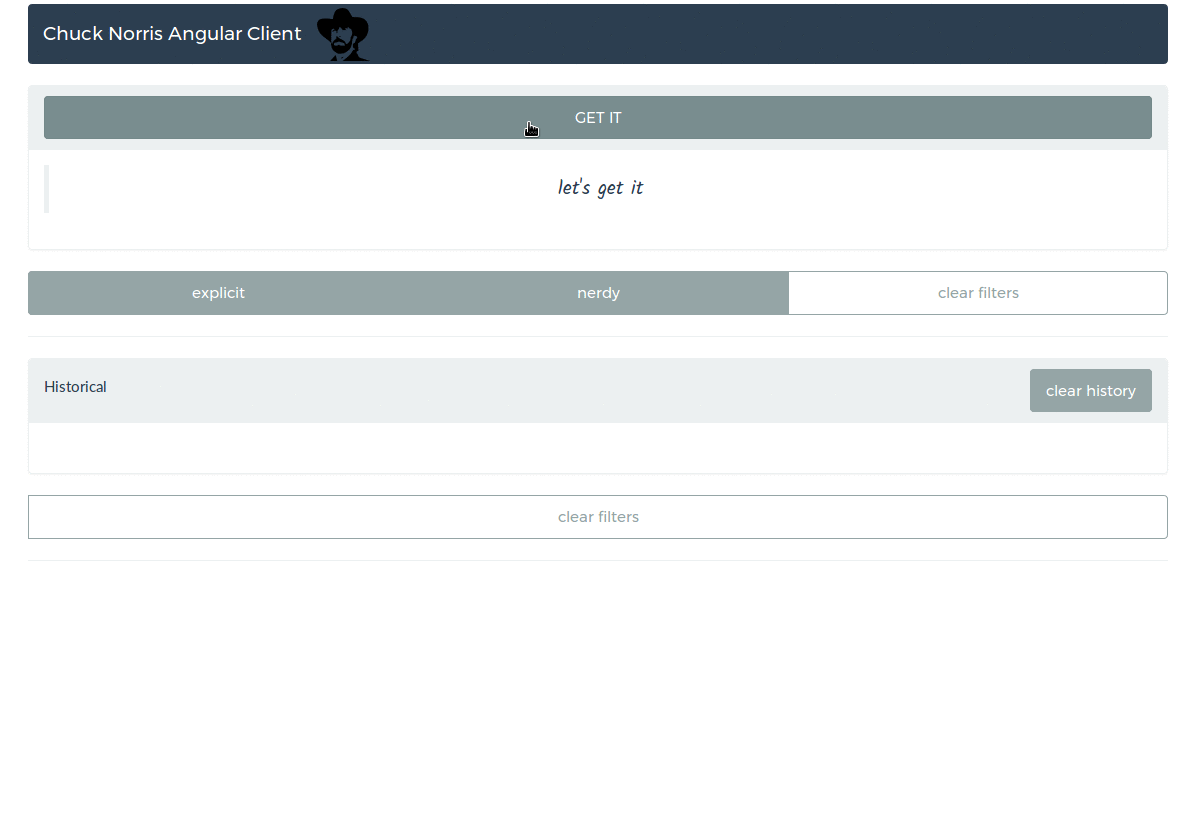 Chuck Norris Angular Client
GET IT
let's get it
explicit nerdy clear filters
Historical clear history
clear filters